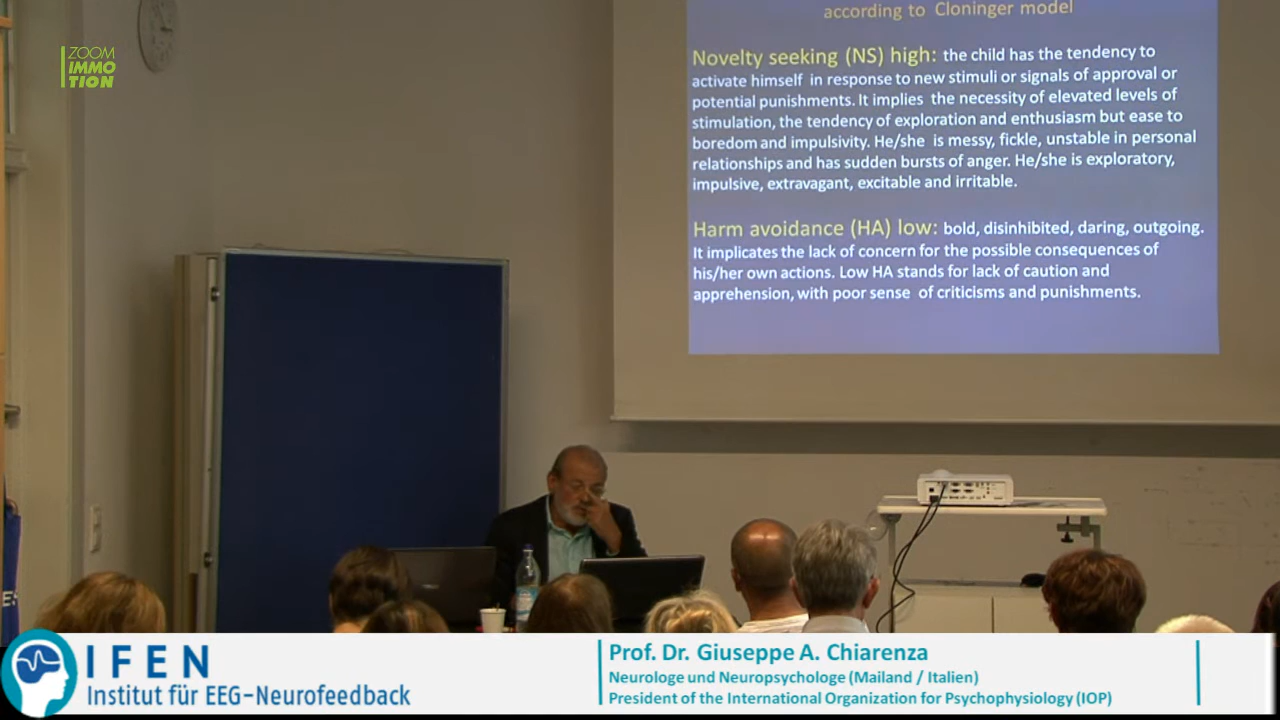 ZOOM
IMMO
TION
according to Cloninger model
Novelty seeking (NS) high: the child has the tendency to
activate himself in response to new stimuli or signals of approval or
potential punishments. It implies the necessity of elevated levels of
stimulation, the tendency of exploration and enthusiasm but ease to
boredom and impulsivity. He/she is messy, fickle, unstable in personal
relationships and has sudden bursts of anger. He/she is exploratory,
impulsive, extravagant, excitable and irritable.
Harm avoidance (HA) low: bold, disinhibited, daring, outgoing.
It implicates the lack of concern for the possible consequences of
his/her own actions. Low HA stands for lack of caution and
apprehension, with poor sense of criticisms and punishments.
IFEN
Institut für EEG-Neurofeedback
Prof. Dr. Giuseppe A. Chiarenza
Neurologe und Neuropsychologe (Mailand / Italien)
President of the International Organization for Psychophysiology (IOP)